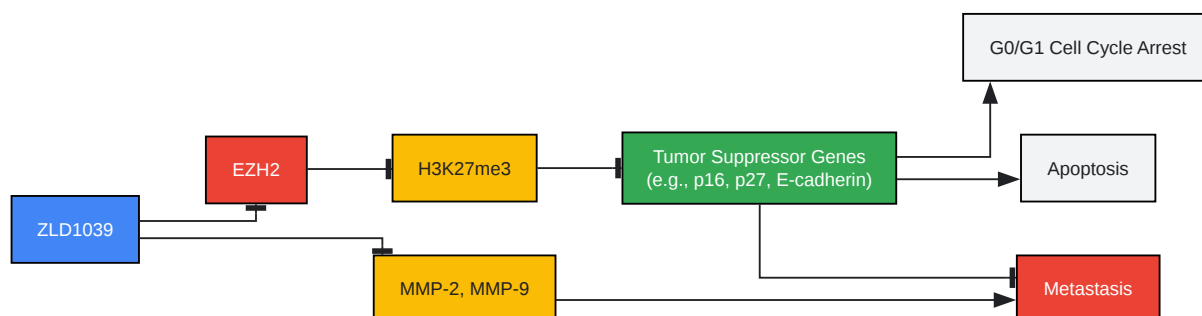 G0/G1 Cell Cycle Arrest
EZH2
H3K27me3
Tumor Suppressor Genes
(e.g., p16, p27, E-cadherin)
Apoptosis
ZLD1039
MMP-2, MMP-9
Metastasis